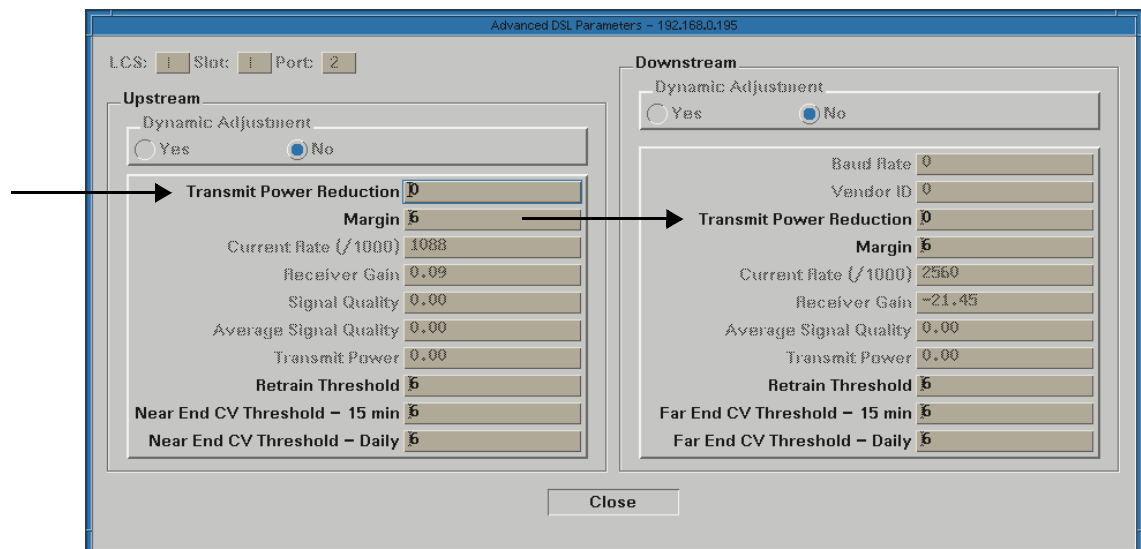 Advanced DSL Parameters - 192.168.0.195
LCS: 1 Slot: 1 Port: 2
Upstream
Dynamic Adjustment
Yes No
Transmit Power Reduction 0
Margin 6
Current Rate (/1000) 1088
Receiver Gain 0.09
Signal Quality 0.00
Average Signal Quality 0.00
Transmit Power 0.00
Retrain Threshold 6
Near End CV Threshold - 15 min 6
Near End CV Threshold - Daily 6
Downstream
Dynamic Adjustment
Yes No
Baud Rate 0
Vendor ID 0
Transmit Power Reduction 0
Margin 6
Current Rate (/1000) 2560
Receiver Gain -21.45
Average Signal Quality 0.00
Transmit Power 0.00
Retrain Threshold 6
Far End CV Threshold - 15 min 6
Far End CV Threshold - Daily 6
Close